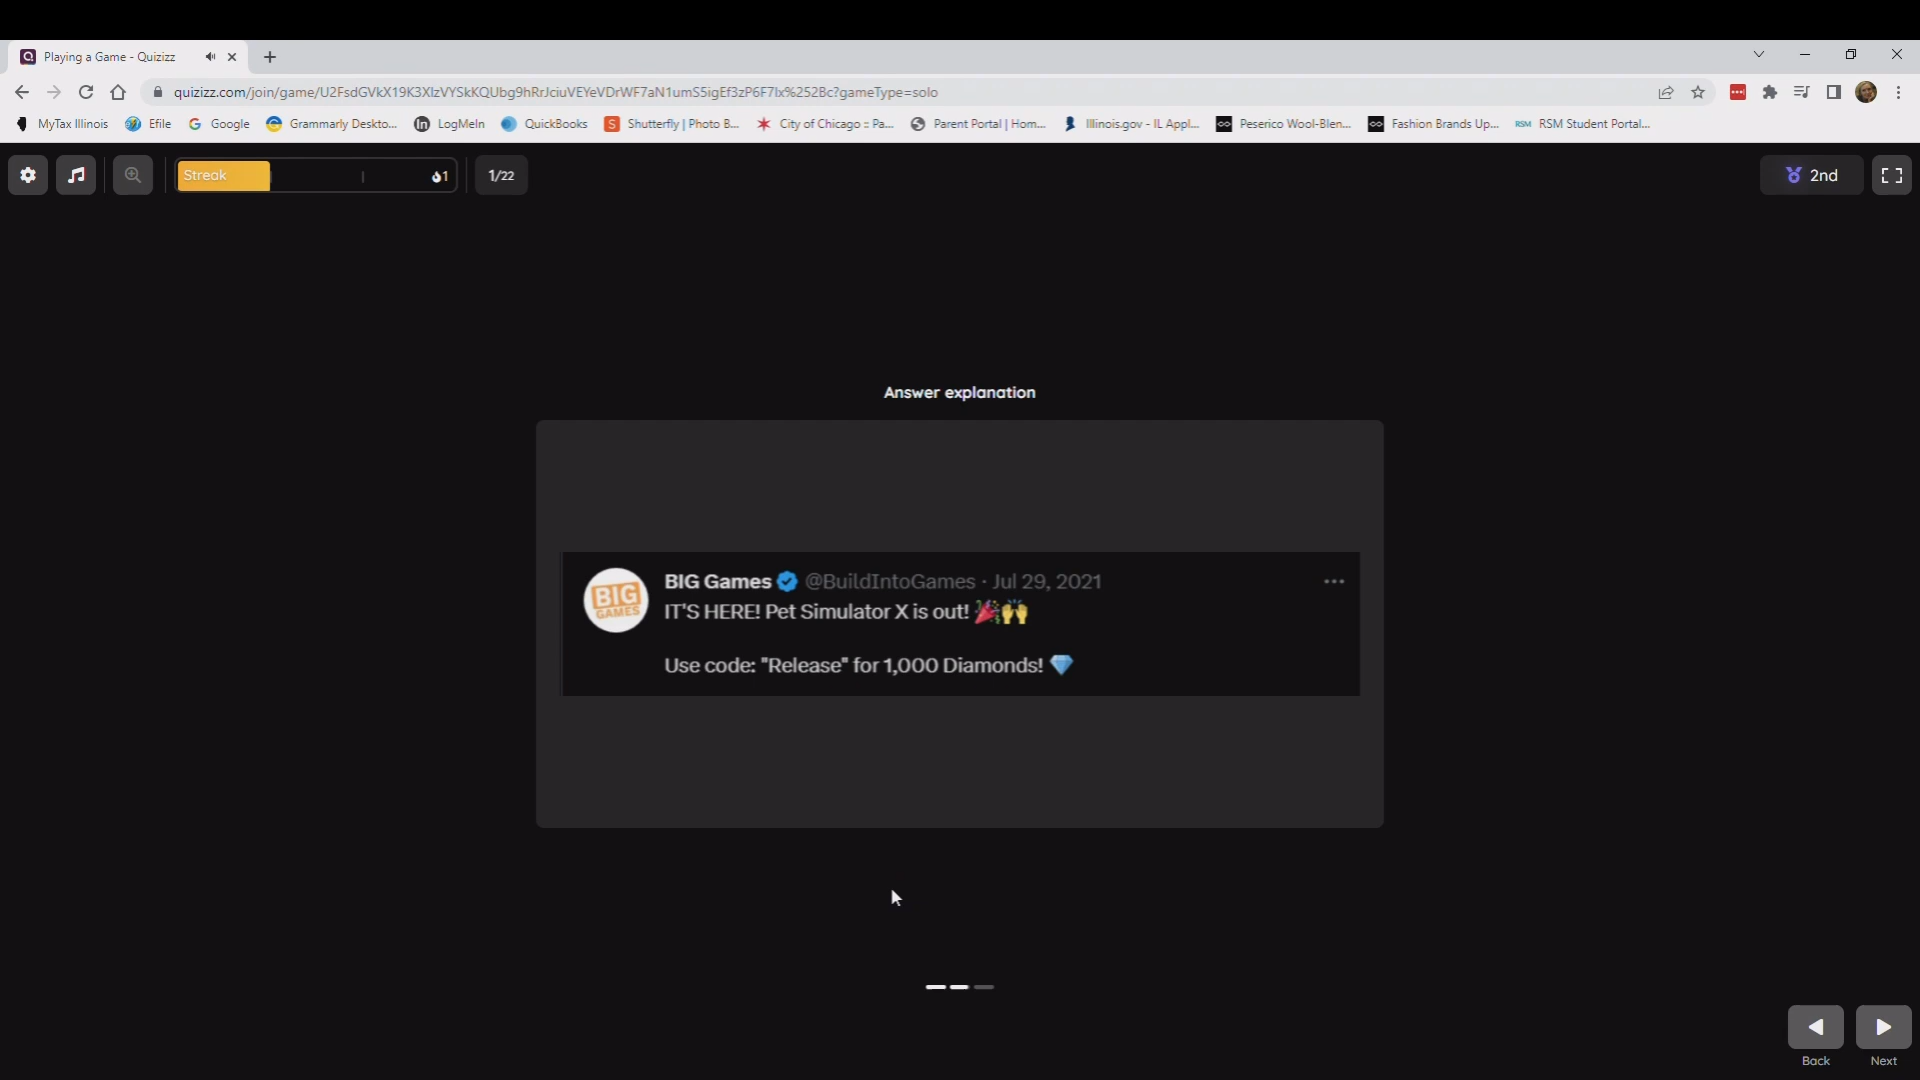 Playing a Game - Quizizz
quizizz.com/join/game/U2FsdGVkX19K3XlzVYSkKQUbg9hRrJciuVEYeVDrWF7aN1umS5igEf3zP6F7lx%252Bc?gameType=solo
MyTax Illinois Efile Google Grammarly Deskto... LogMeIn QuickBooks Shutterfly | Photo B... City of Chicago :: Pa... Parent Portal | Hom... Illinois.gov - IL Appl... Peserico Wool-Blen... Fashion Brands Up... RSM RSM Student Portal...
Streak 1 1/22 2nd
Answer explanation
BIG GAMES
BIG Games @BuildIntoGames · Jul 29, 2021
IT'S HERE! Pet Simulator X is out! 🎉🙌
Use code: "Release" for 1,000 Diamonds! 💎
Back Next